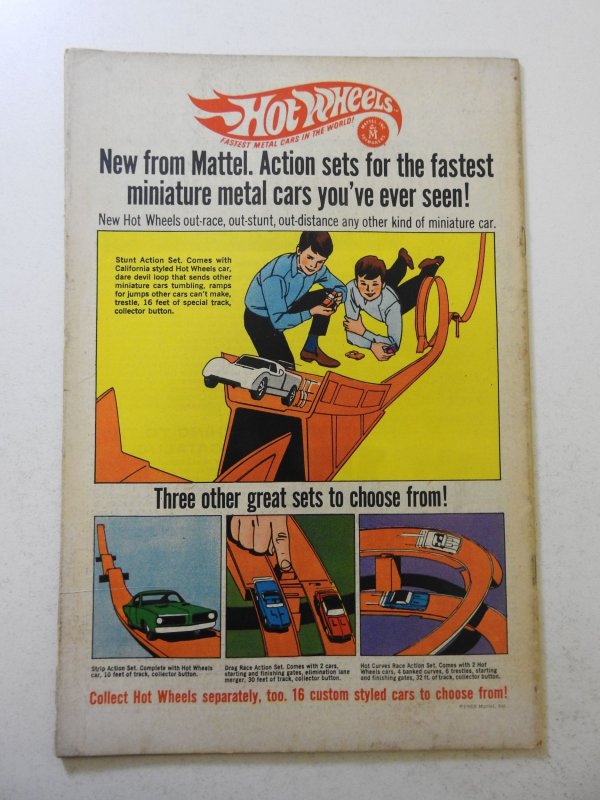 Hot Wheels
FASTEST METAL CARS IN THE WORLD!
MATTEL, INC.
M
New from Mattel. Action sets for the fastest
miniature metal cars you've ever seen!
New Hot Wheels out-race, out-stunt, out-distance any other kind of miniature car.
Stunt Action Set. Comes with
California styled Hot Wheels car,
dare devil loop that sends other
miniature cars tumbling, ramps
for jumps other cars can't make,
trestle, 16 feet of special track,
collector button.
Three other great sets to choose from!
Strip Action Set. Complete with Hot Wheels
car, 10 feet of track, collector button.
Drag Race Action Set. Comes with 2 cars,
starting and finishing gates, elimination lane
merger, 30 feet of track, collector button.
Hot Curves Race Action Set. Comes with 2 Hot
Wheels cars, 4 banked curves, 6 trestles, starting
and finishing gates, 32 ft. of track, collector button.
Collect Hot Wheels separately, too. 16 custom styled cars to choose from!
©1968 Mattel, Inc.